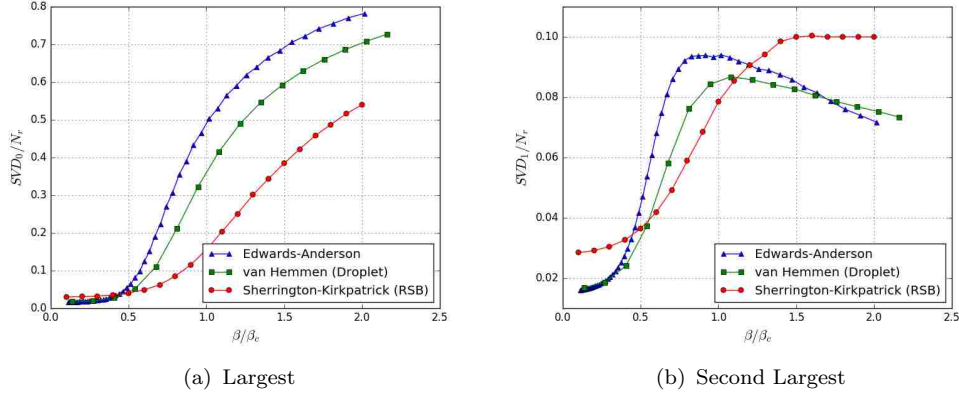 0.8
0.7
0.6
0.5
0.4
0.3
0.2
0.1
0.0
SVD₀/Nᵣ
0.0 0.5 1.0 1.5 2.0 2.5
β/β_c
Edwards-Anderson
van Hemmen (Droplet)
Sherrington-Kirkpatrick (RSB)
(a) Largest
0.10
0.08
0.06
0.04
0.02
SVD₁/Nᵣ
0.0 0.5 1.0 1.5 2.0 2.5
β/β_c
Edwards-Anderson
van Hemmen (Droplet)
Sherrington-Kirkpatrick (RSB)
(b) Second Largest